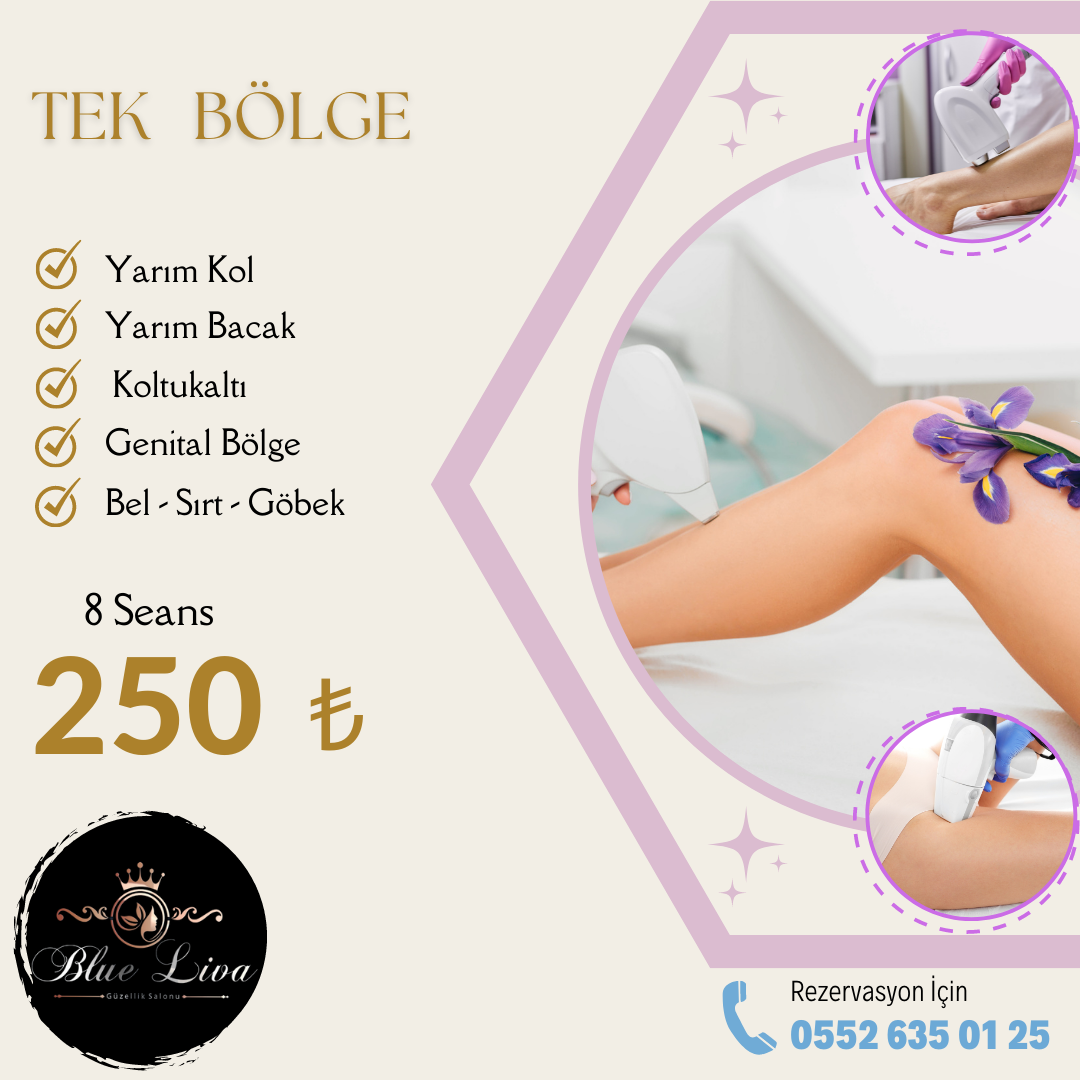 TEK BÖLGE
Yarım Kol
Yarım Bacak
Koltukaltı
Genital Bölge
Bel - Sırt - Göbek
8 Seans
250 ₺
Blue Liva
Güzellik Salonu
Rezervasyon İçin
0552 635 01 25